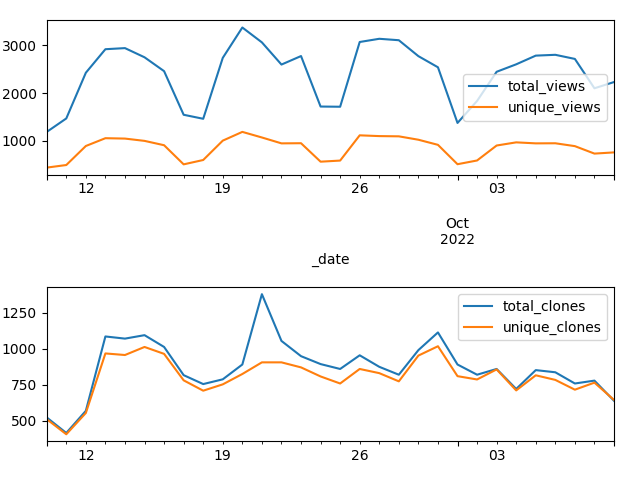 3000
2000
1000
total_views
unique_views
12 19 26 03
Oct
2022
_date
1250
1000
750
500
total_clones
unique_clones
12 19 26 03